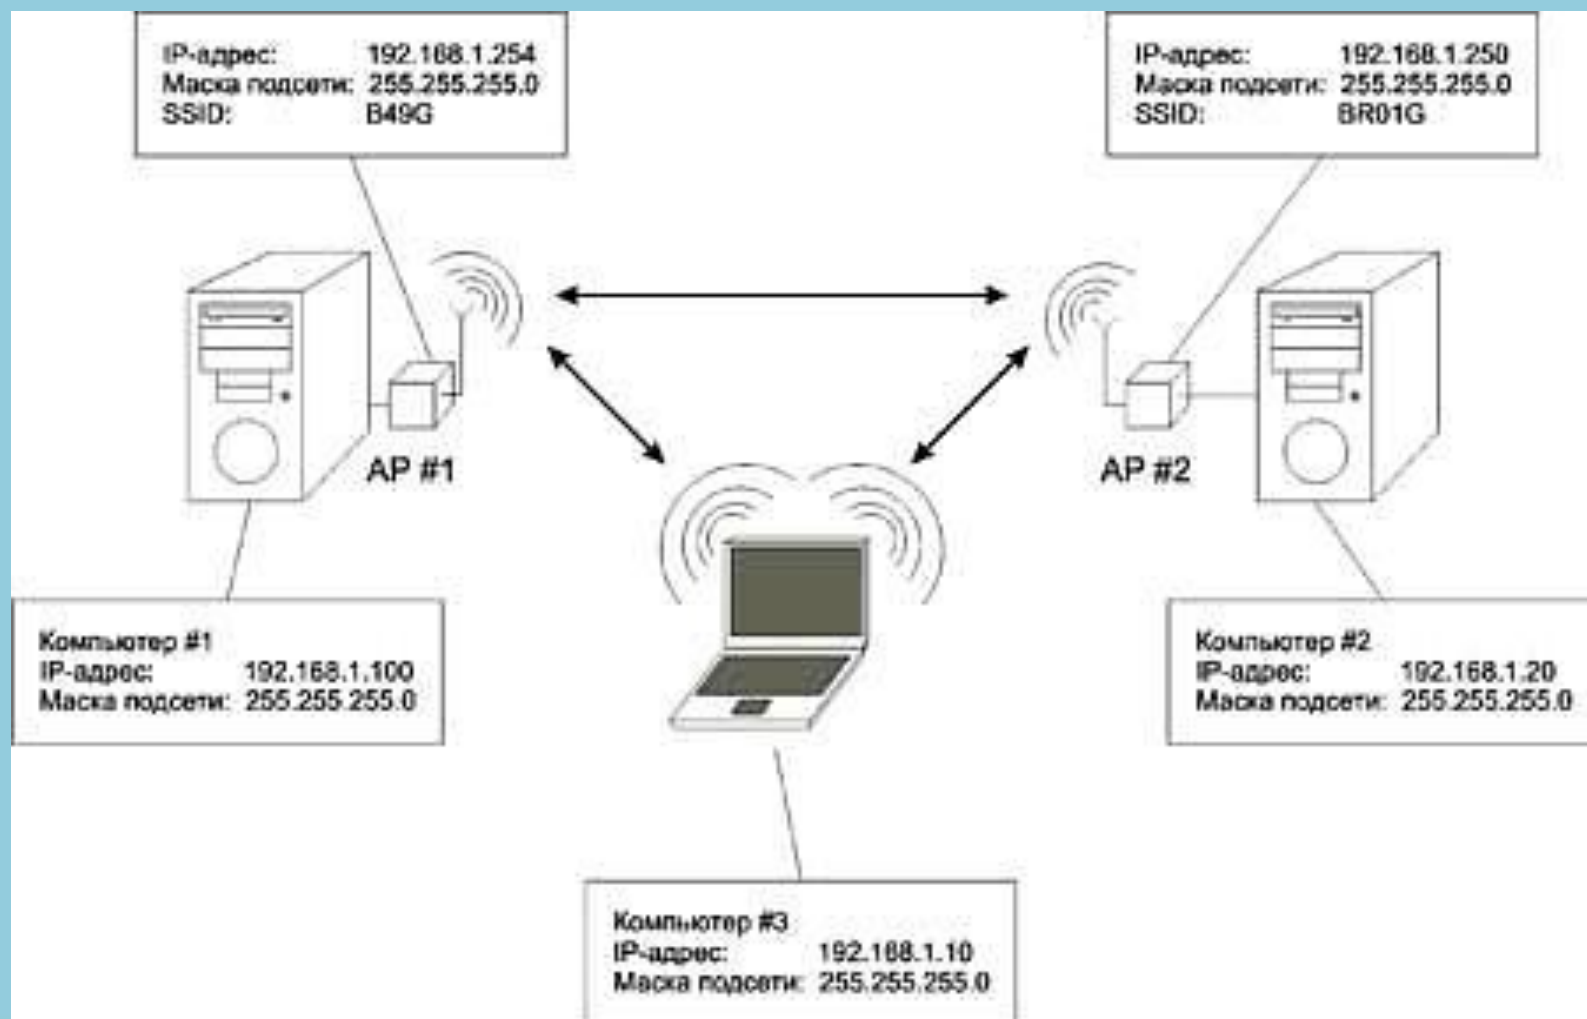 IP-адрес: 192.168.1.254
Маска подсети: 255.255.255.0
SSID: B49G
IP-адрес: 192.168.1.250
Маска подсети: 255.255.255.0
SSID: BR01G
AP #1
AP #2
Компьютер #1
IP-адрес: 192.168.1.100
Маска подсети: 255.255.255.0
Компьютер #2
IP-адрес: 192.168.1.20
Маска подсети: 255.255.255.0
Компьютер #3
IP-адрес: 192.168.1.10
Маска подсети: 255.255.255.0